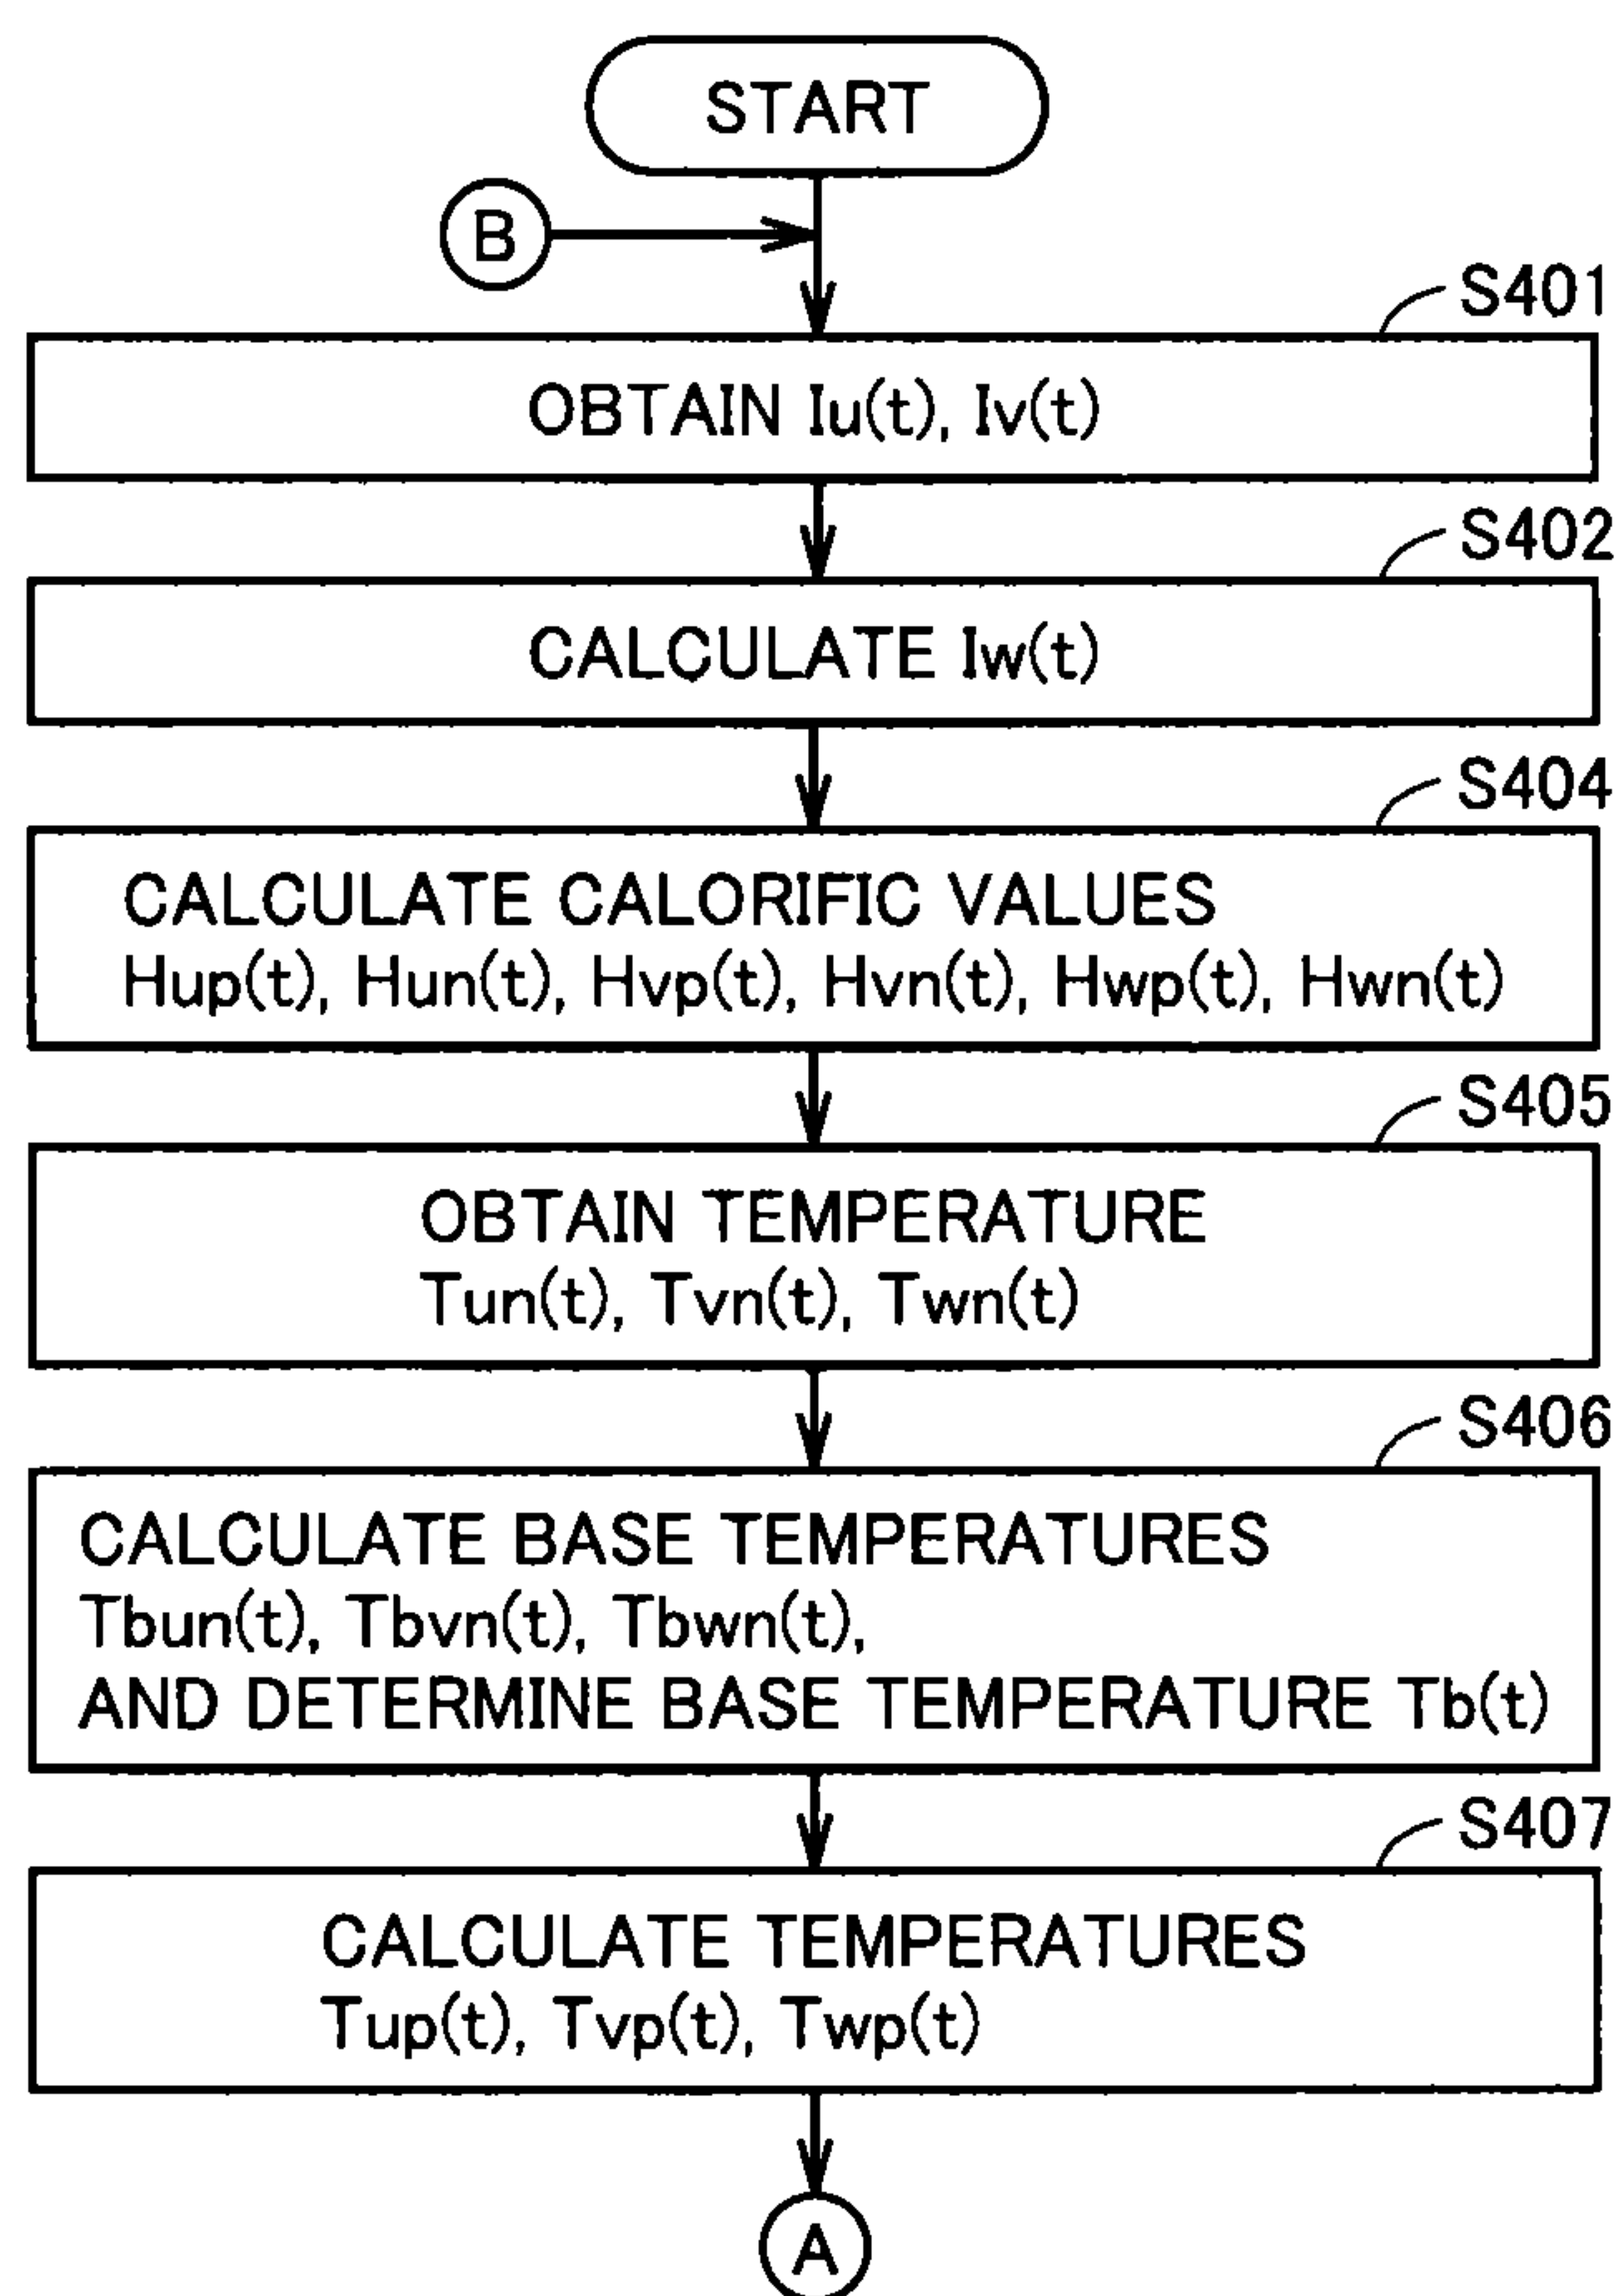 START
B
S401
OBTAIN Iu(t), Iv(t)
S402
CALCULATE Iw(t)
S404
CALCULATE CALORIFIC VALUES
Hup(t), Hun(t), Hvp(t), Hvn(t), Hwp(t), Hwn(t)
S405
OBTAIN TEMPERATURE
Tun(t), Tvn(t), Twn(t)
S406
CALCULATE BASE TEMPERATURES
Tbun(t), Tbvn(t), Tbwn(t),
AND DETERMINE BASE TEMPERATURE Tb(t)
S407
CALCULATE TEMPERATURES
Tup(t), Tvp(t), Twp(t)
A